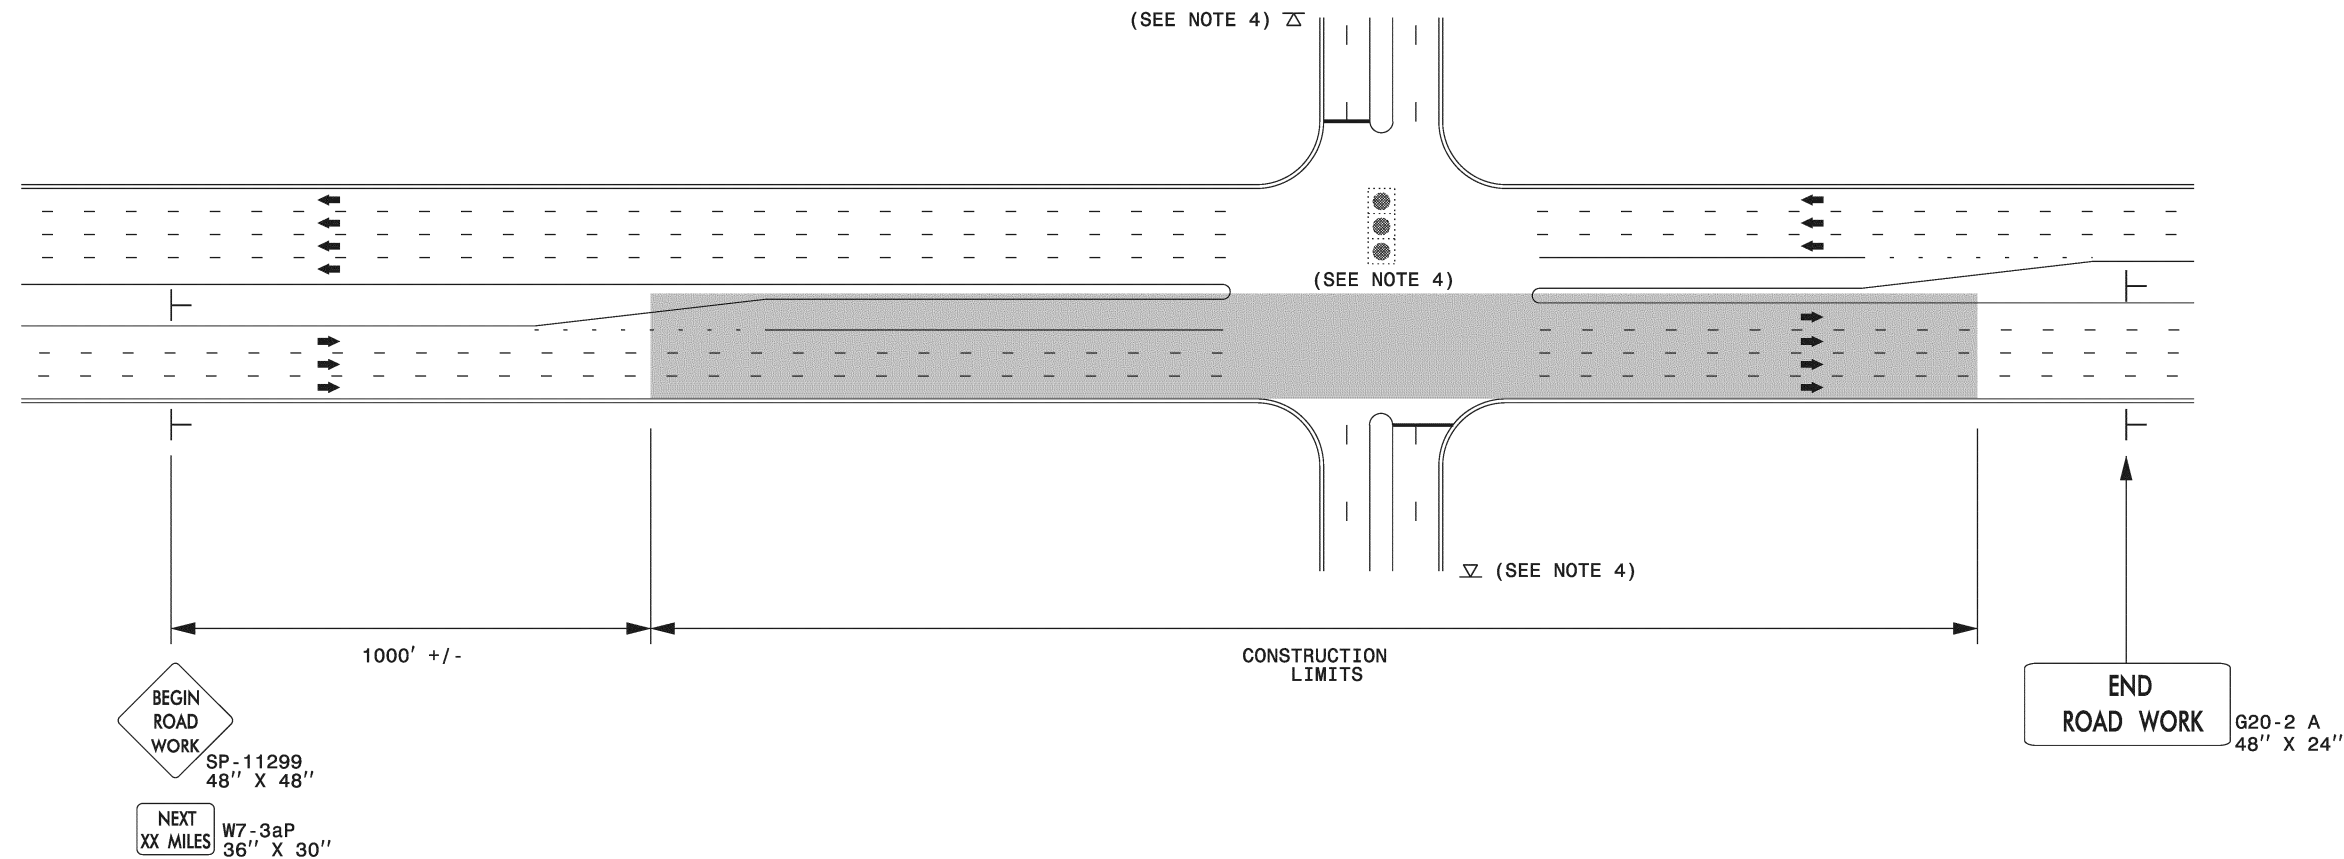 (SEE NOTE 4)
(SEE NOTE 4)
(SEE NOTE 4)
1000' +/-
CONSTRUCTION
LIMITS
BEGIN
ROAD
WORK
SP-11299
48'' X 48''
NEXT
XX MILES
W7-3aP
36'' X 30''
END
ROAD WORK
G20-2 A
48'' X 24''